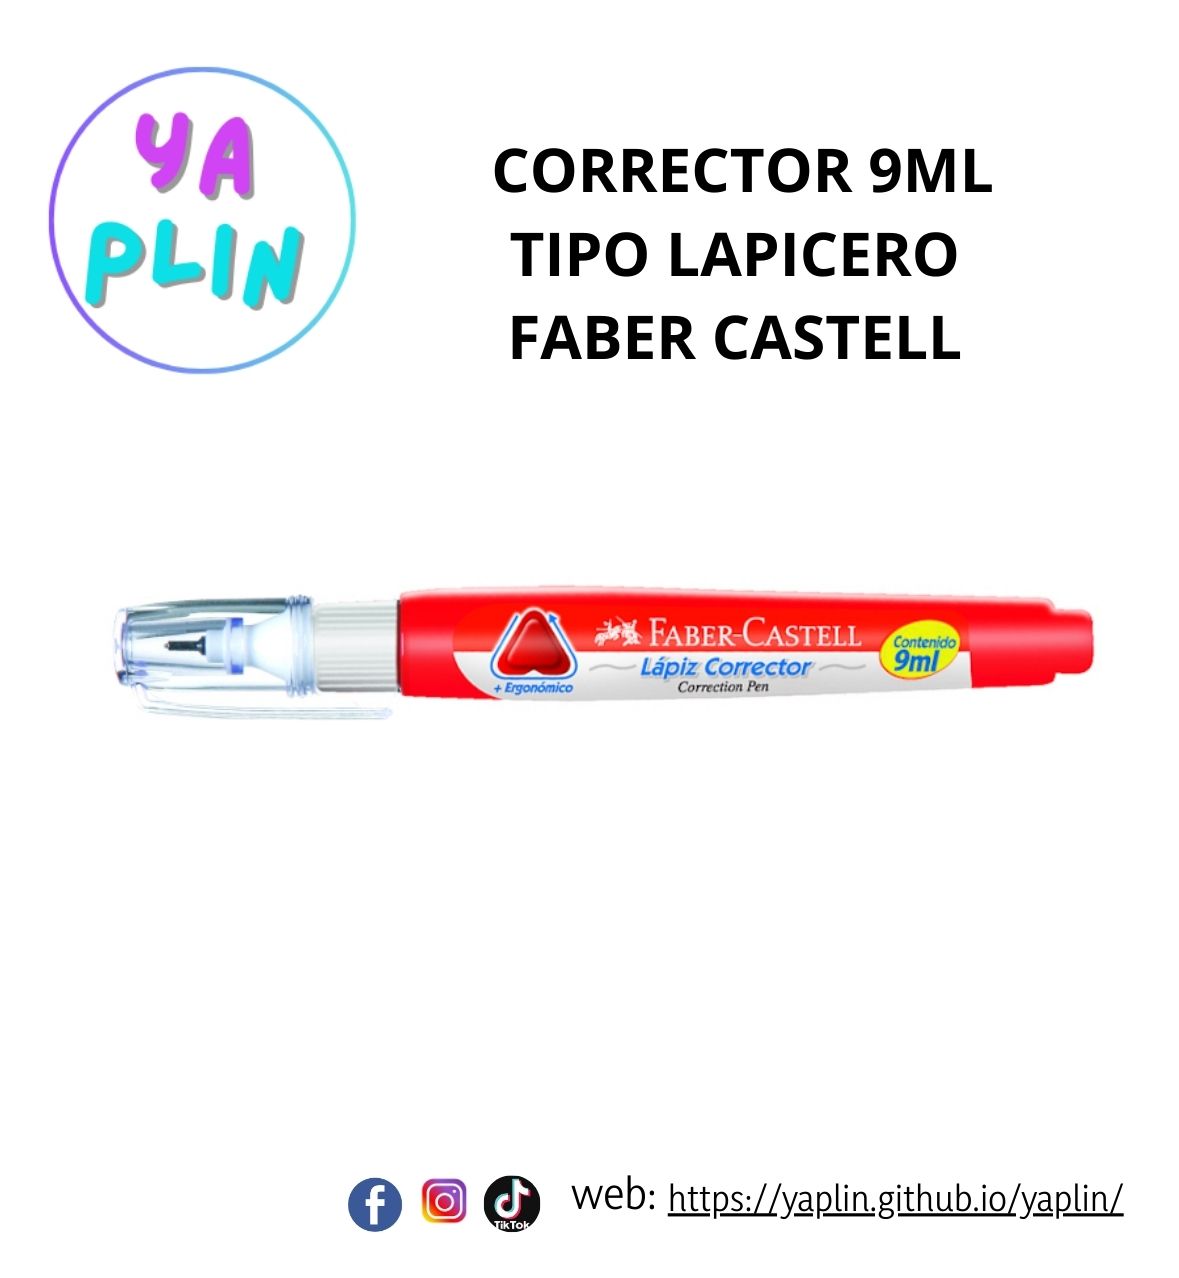 YA
PLIN
CORRECTOR 9ML
TIPO LAPICERO
FABER CASTELL
FABER-CASTELL
Lápiz Corrector
Correction Pen
+ Ergonómico
Contenido
9ml
TikTok
web: https://yaplin.github.io/yaplin/